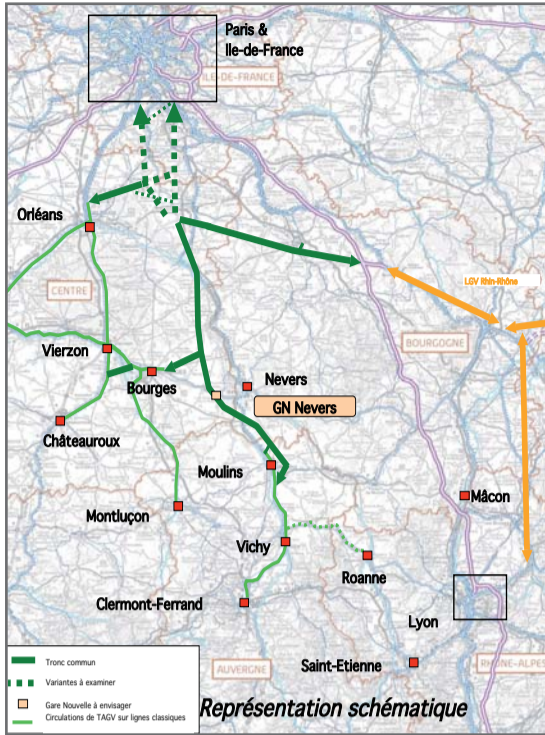 Paris &
Ile-de-France
ILE-DE-FRANCE
Orléans
LGV Rhin-Rhône
CENTRE
BOURGOGNE
Vierzon
Bourges
Nevers
GN Nevers
Châteauroux
Moulins
Mâcon
Montluçon
Vichy
Roanne
Clermont-Ferrand
Lyon
Saint-Etienne
RHÔNE-ALPES
AUVERGNE
Tronc commun
Variantes à examiner
Gare Nouvelle à envisager
Circulations de TAGV sur lignes classiques
Représentation schématique